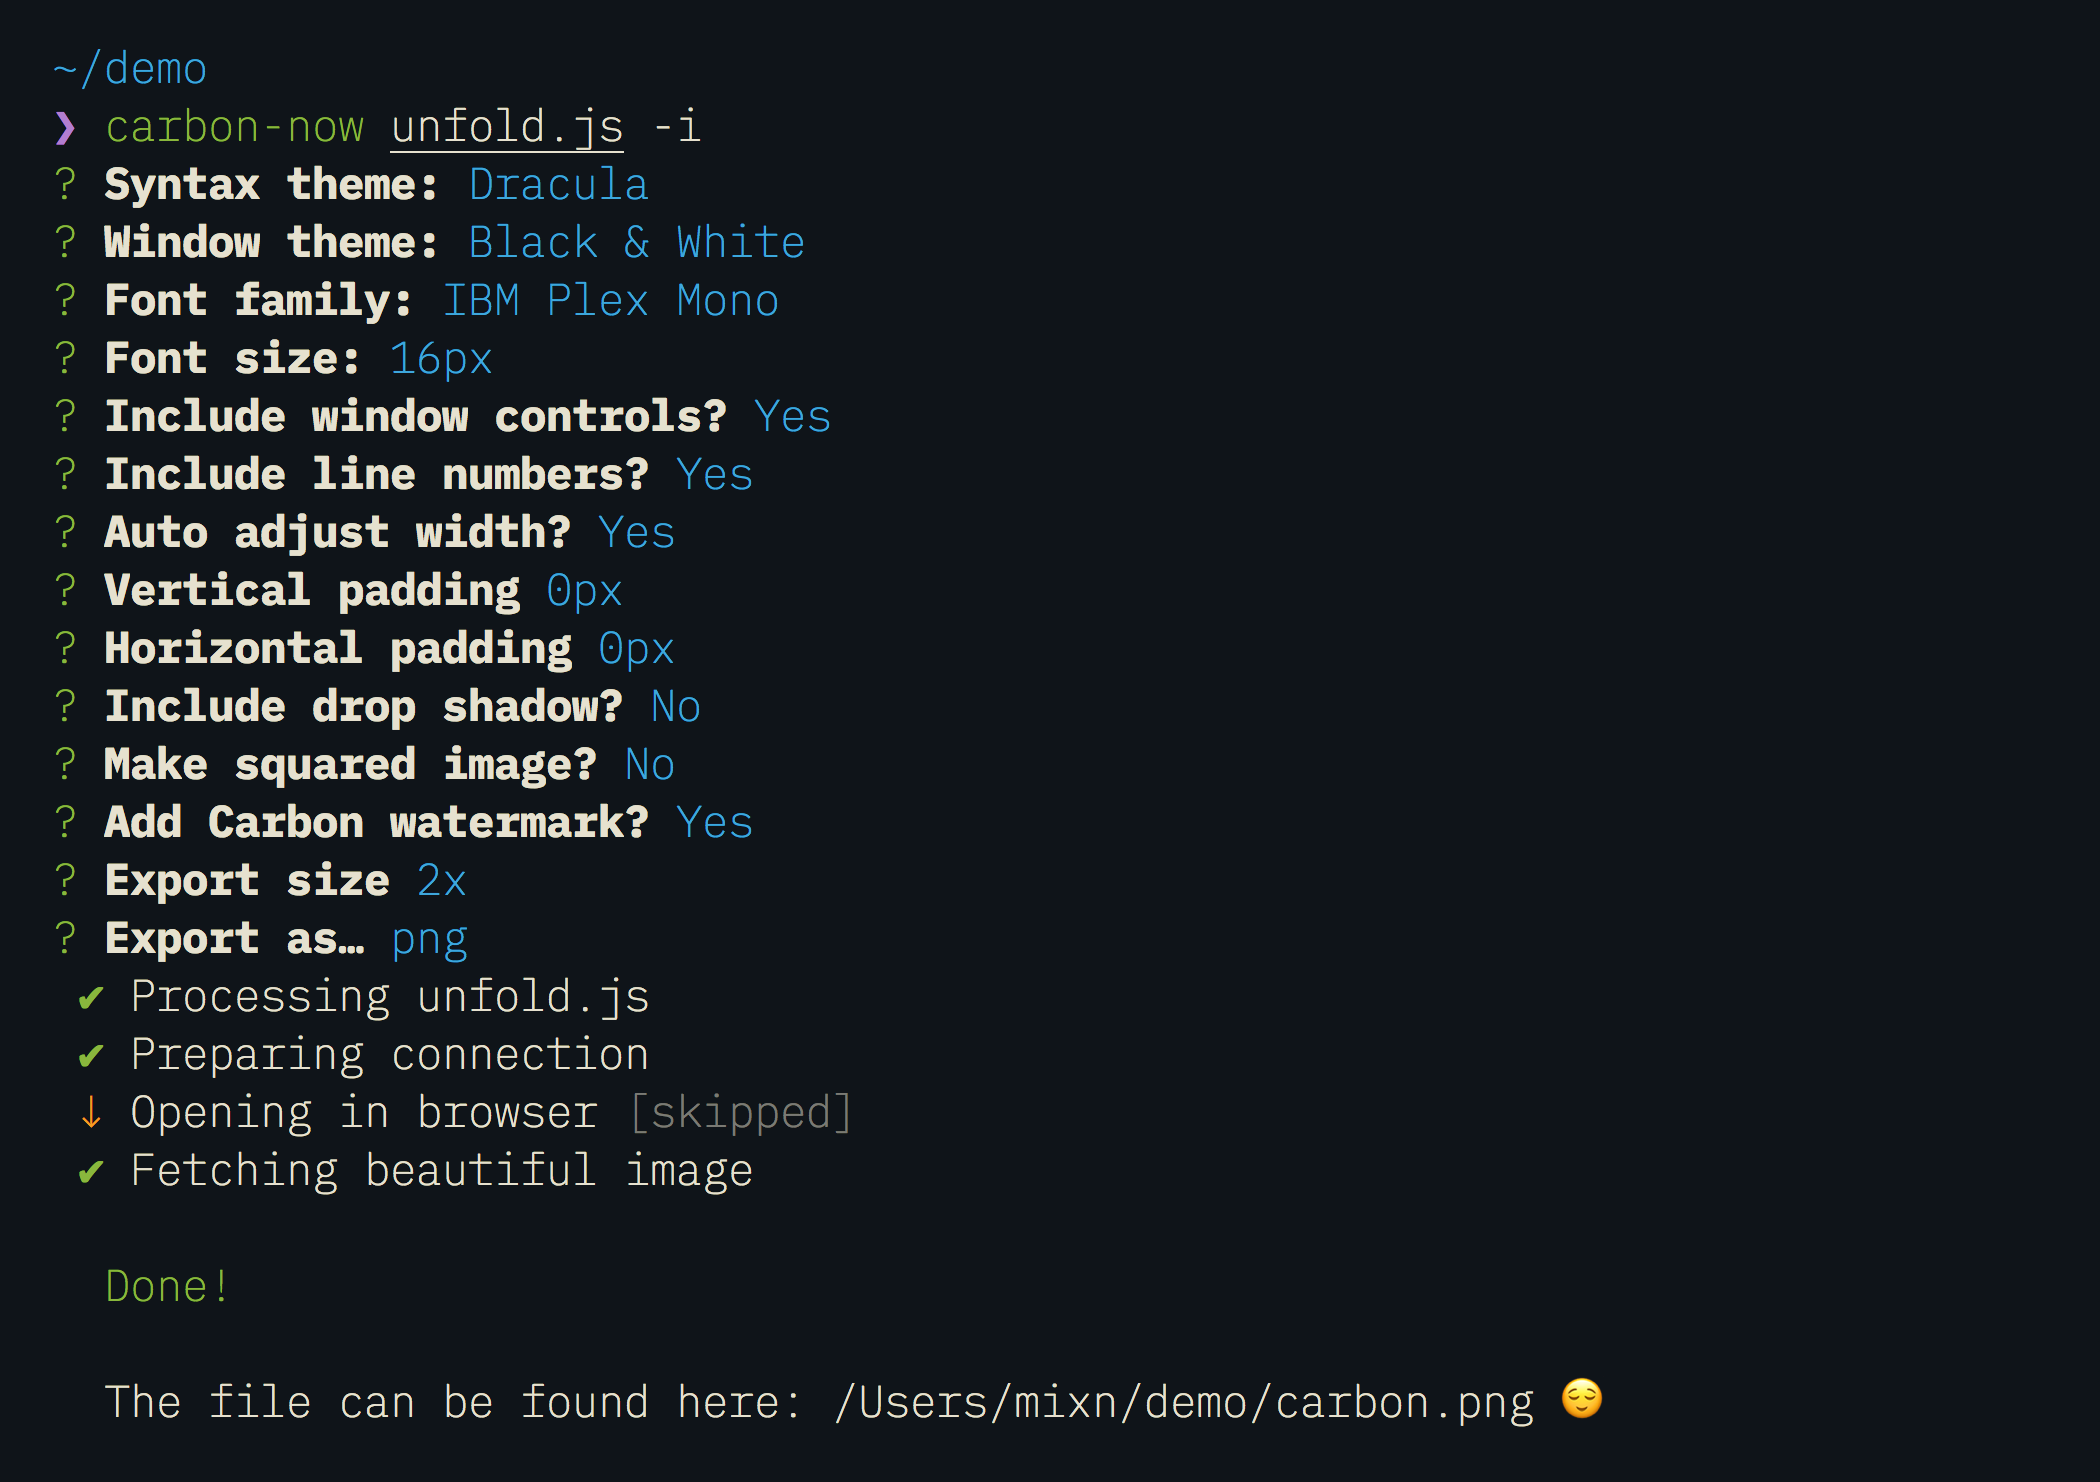 ~/demo
❯ carbon-now unfold.js -i
? Syntax theme: Dracula
? Window theme: Black & White
? Font family: IBM Plex Mono
? Font size: 16px
? Include window controls? Yes
? Include line numbers? Yes
? Auto adjust width? Yes
? Vertical padding 0px
? Horizontal padding 0px
? Include drop shadow? No
? Make squared image? No
? Add Carbon watermark? Yes
? Export size 2x
? Export as… png
✔ Processing unfold.js
✔ Preparing connection
↓ Opening in browser [skipped]
✔ Fetching beautiful image
Done!
The file can be found here: /Users/mixn/demo/carbon.png 😌